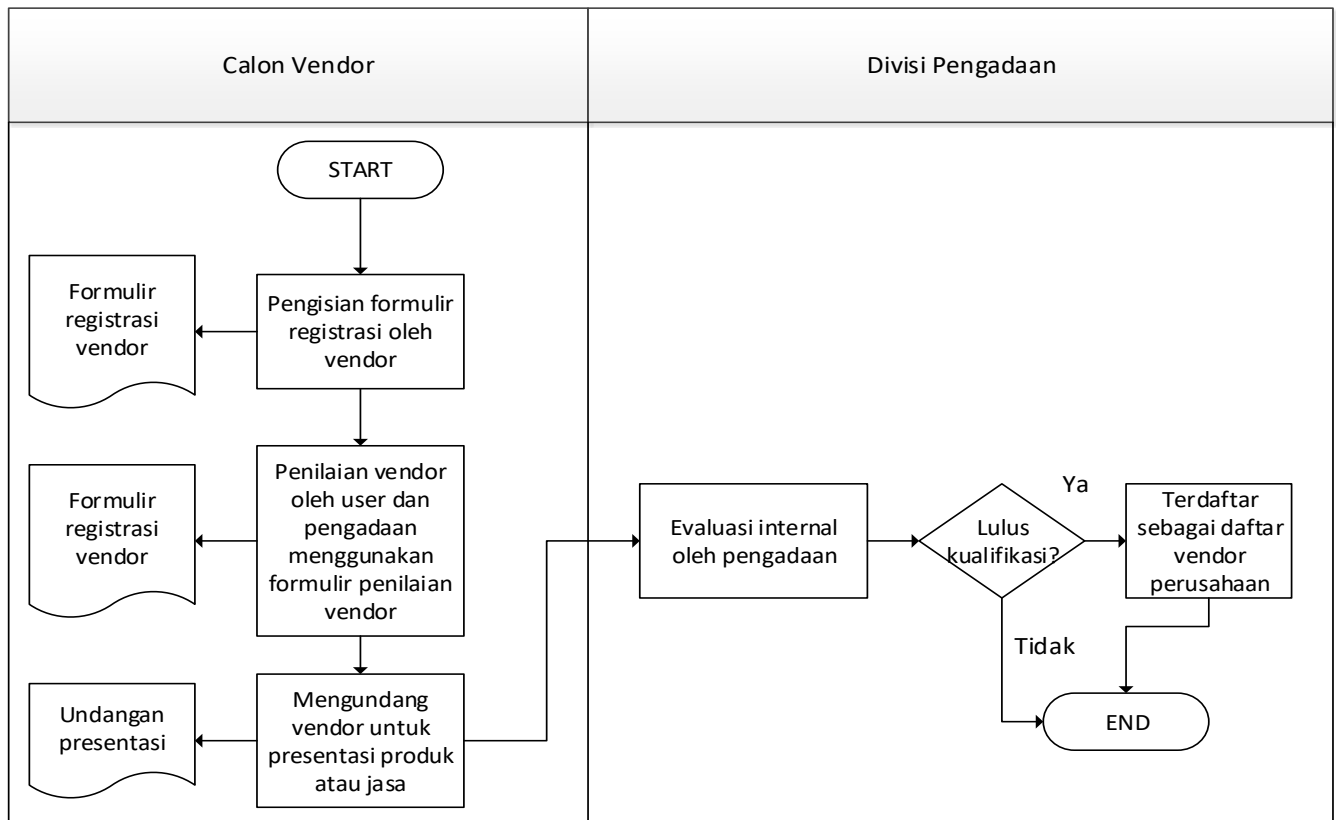 Calon Vendor
Divisi Pengadaan
START
Formulir
registrasi
vendor
Pengisian formulir
registrasi oleh
vendor
Formulir
registrasi
vendor
Penilaian vendor
oleh user dan
pengadaan
menggunakan
formulir penilaian
vendor
Evaluasi internal
oleh pengadaan
Lulus
kualifikasi?
Ya
Terdaftar
sebagai daftar
vendor
perusahaan
Tidak
Undangan
presentasi
Mengundang
vendor untuk
presentasi produk
atau jasa
END